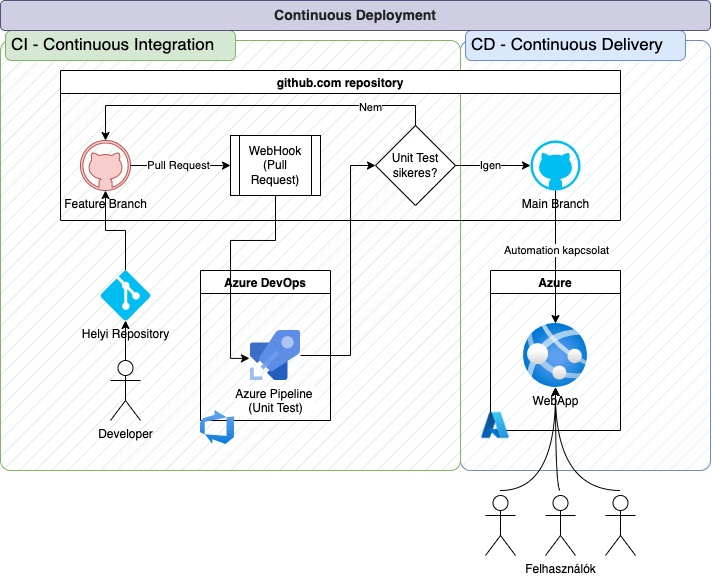 Continuous Deployment
CI - Continuous Integration
CD - Continuous Delivery
github.com repository
Nem
WebHook
(Pull
Request)
Unit Test
sikeres?
Pull Request
Igen
Feature Branch
Main Branch
Automation kapcsolat
Azure DevOps
Azure
Helyi Repository
Azure Pipeline
(Unit Test)
WebApp
Developer
Felhasználók